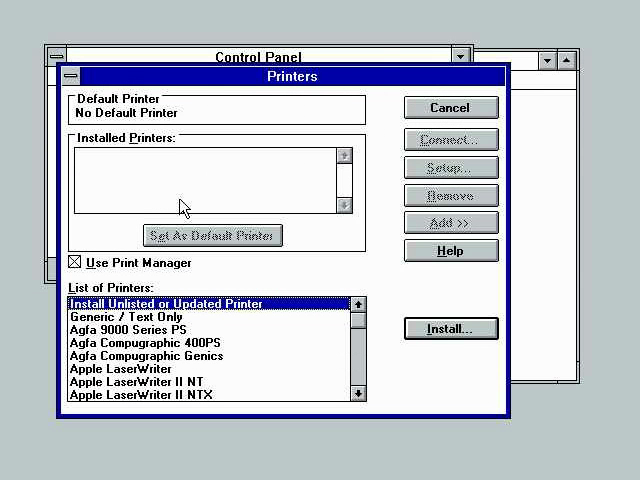 Control Panel
Printers
Default Printer
No Default Printer
Cancel
Installed Printers:
Connect...
Setup...
Remove
Add >>
Set As Default Printer
Help
Use Print Manager
List of Printers:
Install Unlisted or Updated Printer
Generic / Text Only
Agfa 9000 Series PS
Agfa Compugraphic 400PS
Agfa Compugraphic Genics
Apple LaserWriter
Apple LaserWriter II NT
Apple LaserWriter II NTX
Install...